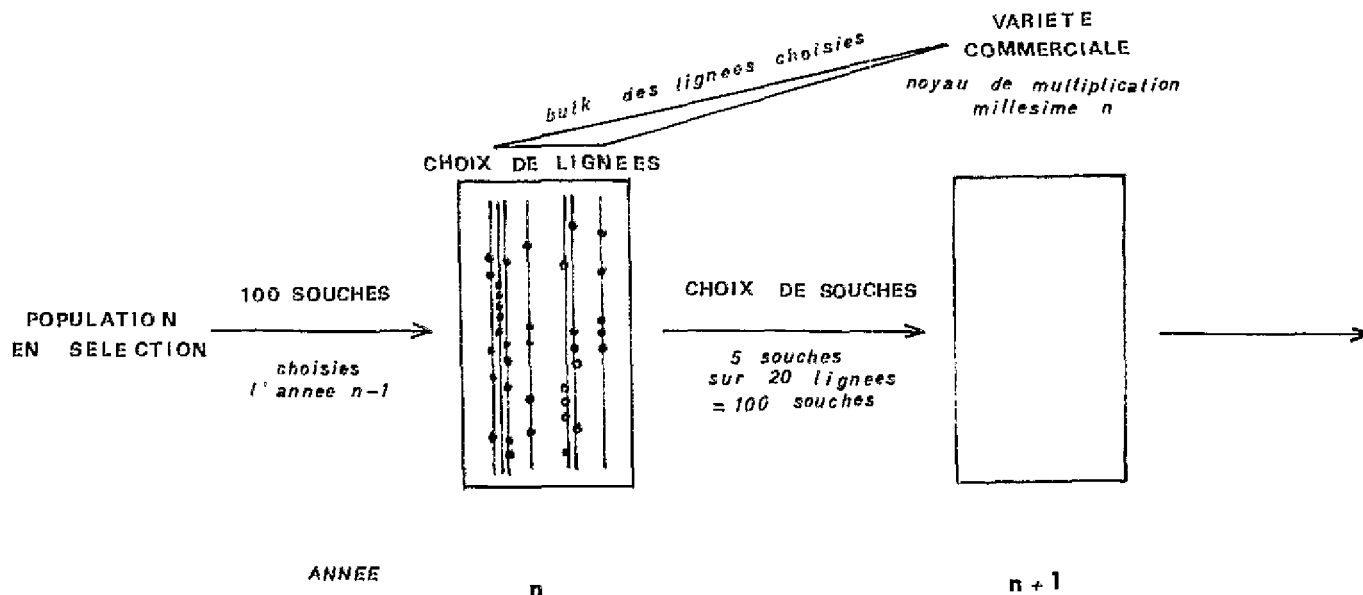 VARIETE
COMMERCIALE
noyau de multiplication
millesime n
bulk des lignees choisies
CHOIX DE LIGNEES
100 SOUCHES
CHOIX DE SOUCHES
POPULATION
EN SELECTION
choisies
l'annee n-1
5 souches
sur 20 lignees
= 100 souches
ANNEE
n
n + 1